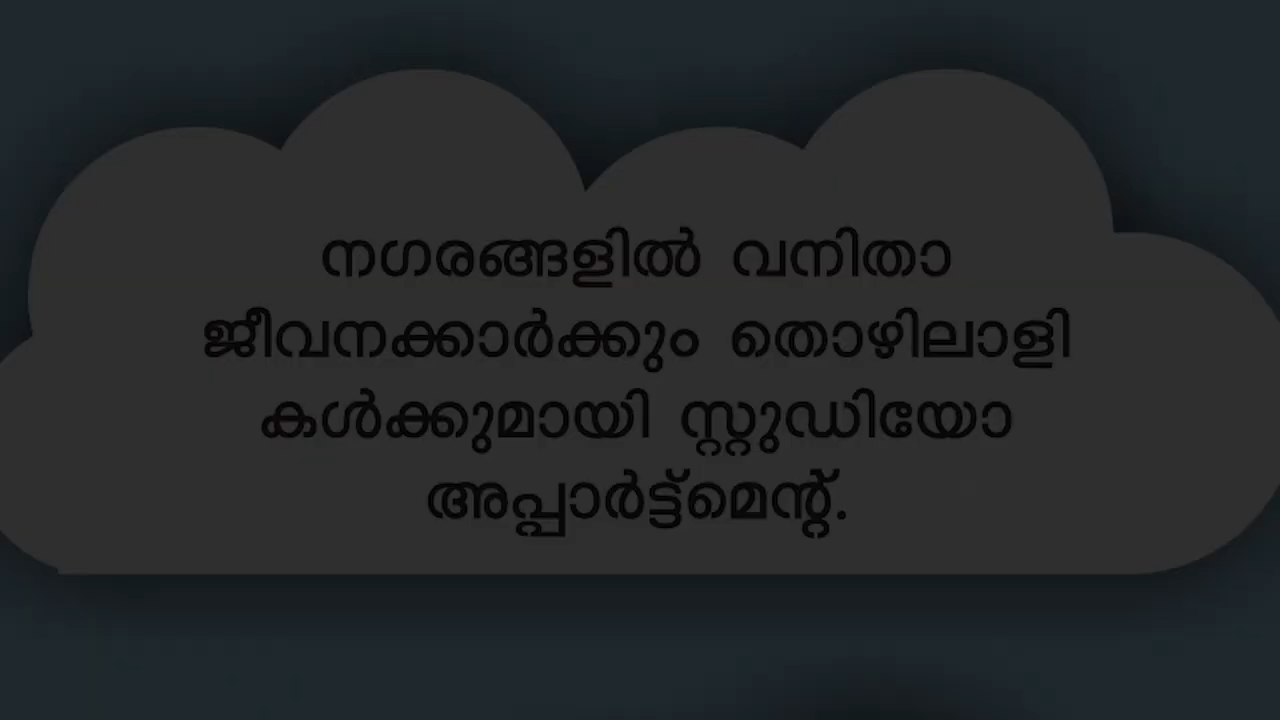 നഗരങ്ങളിൽ വനിതാ
ജീവനക്കാർക്കും തൊഴിലാളി
കൾക്കുമായി സ്റ്റുഡിയോ
അപ്പാർട്ട്മെന്റ്.